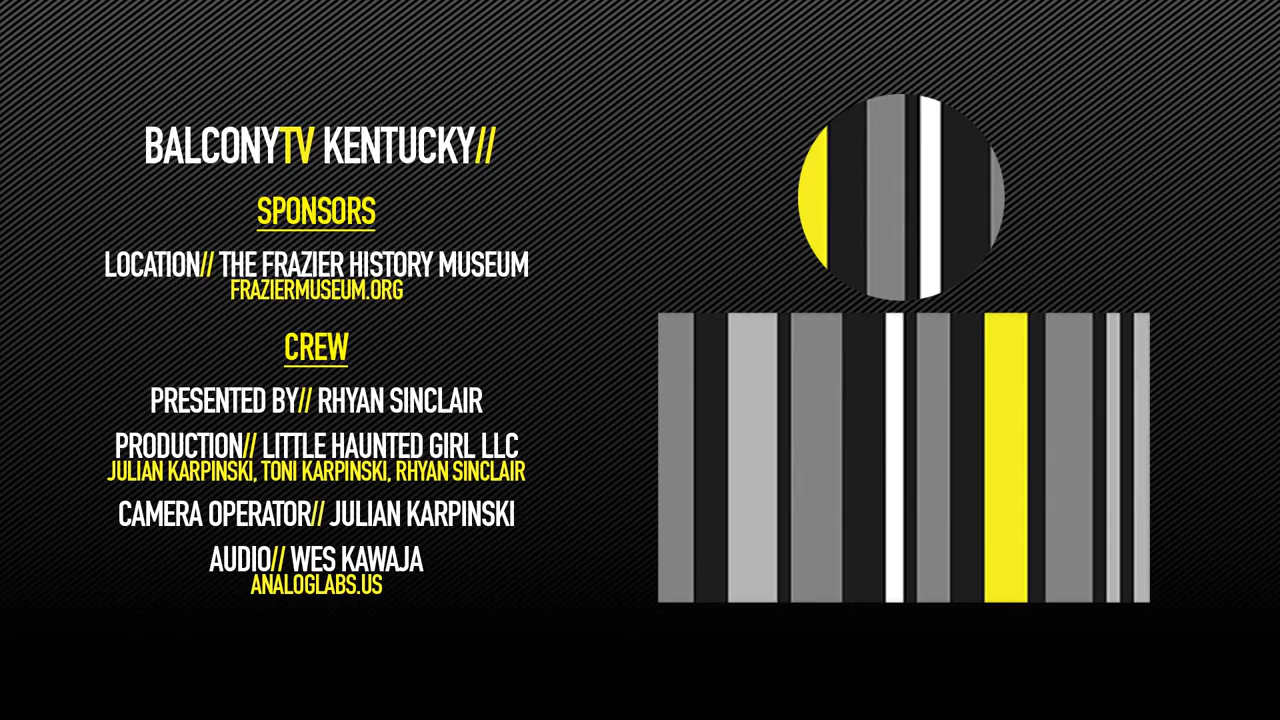 BALCONYTV KENTUCKY//
SPONSORS
LOCATION// THE FRAZIER HISTORY MUSEUM
FRAZIERMUSEUM.ORG
CREW
PRESENTED BY// RHYAN SINCLAIR
PRODUCTION// LITTLE HAUNTED GIRL LLC
JULIAN KARPINSKI, TONI KARPINSKI, RHYAN SINCLAIR
CAMERA OPERATOR// JULIAN KARPINSKI
AUDIO// WES KAWAJA
ANALOGLABS.US